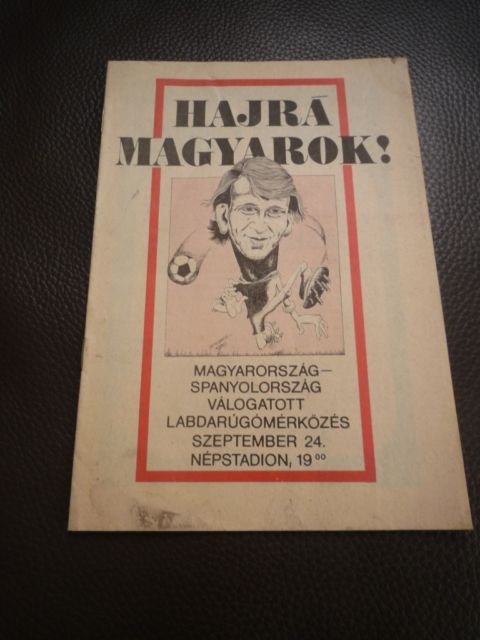 HAJRÁ
MAGYAROK!
MAGYARORSZÁG—
SPANYOLORSZÁG
VÁLOGATOTT
LABDARÚGÓMÉRKŐZÉS
SZEPTEMBER 24.
NÉPSTADION, 19⁰⁰